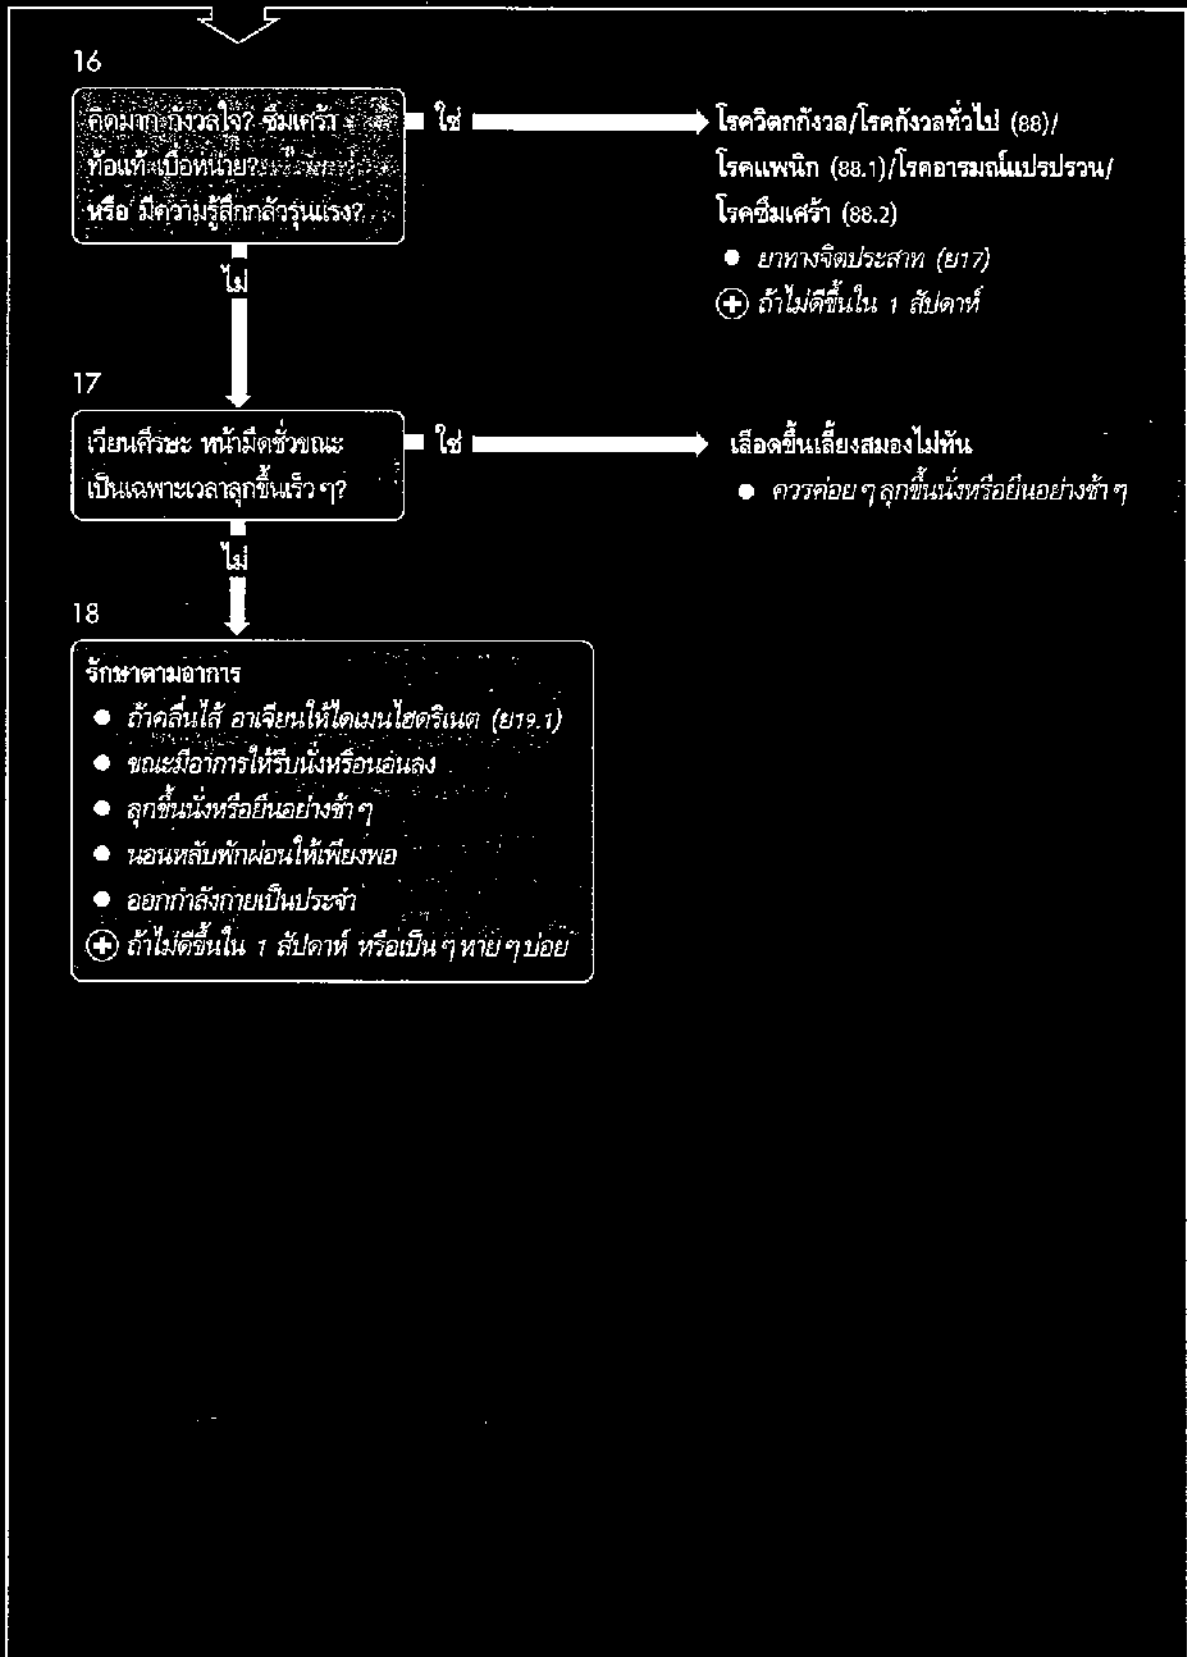 16
คิดมาก กังวลใจ? ซึมเศร้า
ท้อแท้ เบื่อหน่าย?
หรือ มีความรู้สึกกลัวรุนแรง?
ใช่
โรควิตกกังวล/โรคกังวลทั่วไป (88)/
โรคแพนิก (88.1)/โรคอารมณ์แปรปรวน/
โรคซึมเศร้า (88.2)
● ยาทางจิตประสาท (ย17)
⊕ ถ้าไม่ดีขึ้นใน 1 สัปดาห์
ไม่
17
เวียนศีรษะ หน้ามืดชั่วขณะ
เป็นเฉพาะเวลาลุกขึ้นเร็ว ๆ?
ใช่
เลือดขึ้นเลี้ยงสมองไม่ทัน
● ควรค่อย ๆ ลุกขึ้นนั่งหรือยืนอย่างช้า ๆ
ไม่
18
รักษาตามอาการ
● ถ้าคลื่นไส้ อาเจียนให้ไดเมนไฮดริเนต (ย19.1)
● ขณะมีอาการให้รีบนั่งหรือนอนลง
● ลุกขึ้นนั่งหรือยืนอย่างช้า ๆ
● นอนหลับพักผ่อนให้เพียงพอ
● ออกกำลังกายเป็นประจำ
⊕ ถ้าไม่ดีขึ้นใน 1 สัปดาห์ หรือเป็น ๆ หาย ๆ บ่อย